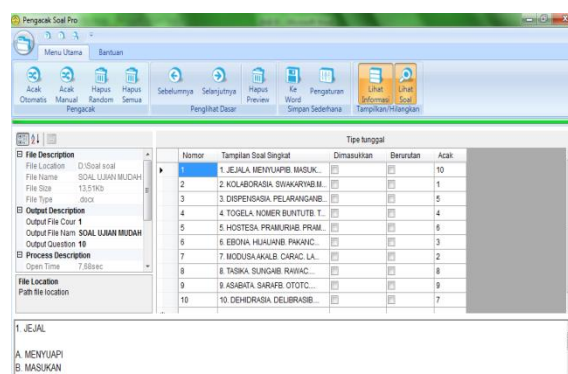 Pengacak Soal Pro
Menu Utama Bantuan
Acak Otomatis
Acak Manual
Hapus Random
Hapus Semua
Sebelumnya
Selanjutnya
Hapus Preview
Ke Word
Pengaturan
Lihat Informasi
Lihat Soal
Pengacak
Penglihat Dasar
Simpan Sederhana
Tampilkan/Hilangkan
Tipe tunggal
File Description
File Location D:\Soal soal
File Name SOAL UJIAN MUDAH
File Size 13,51Kb
File Type .docx
Output Description
Output File Cour 1
Output File Nam SOAL UJIAN MUDAH
Output Question 10
Process Description
Open Time 7,68sec
File Location
Path file location
Nomor Tampilan Soal Singkat Dimasukkan Berurutan Acak
1 1. JEJALA. MENYUAPIB. MASUK... 10
2 2. KOLABORASIA. SWAKARYAB.M... 1
3 3. DISPENSASIA. PELARANGANB... 5
4 4. TOGELA. NOMER BUNTUTB. T... 4
5 5. HOSTESA. PRAMURIAB. PRAM... 6
6 6. EBONA. HIJAUANB. PAKANC... 3
7 7. MODUSA.AKALB. CARAC. LA... 2
8 8. TASIKA. SUNGAIB. RAWAC... 8
9 9. ASABATA. SARAFB. OTOTC.... 9
10 10. DEHIDRASIA. DELIBRASIB... 7
1. JEJAL
A. MENYUAPI
B. MASUKAN